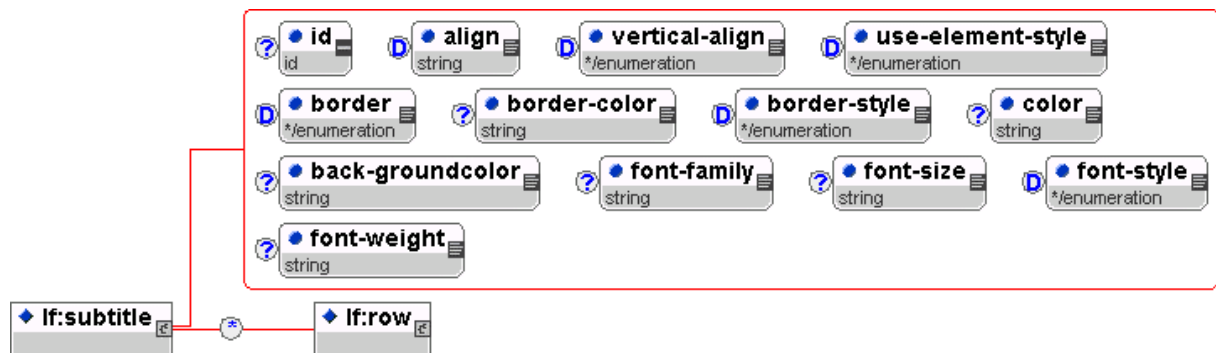 ? id D align D vertical-align D use-element-style
id string */enumeration */enumeration
D border ? border-color D border-style ? color
*/enumeration string */enumeration string
? back-groundcolor ? font-family ? font-size D font-style
string string string */enumeration
? font-weight
string
lf:subtitle * lf:row